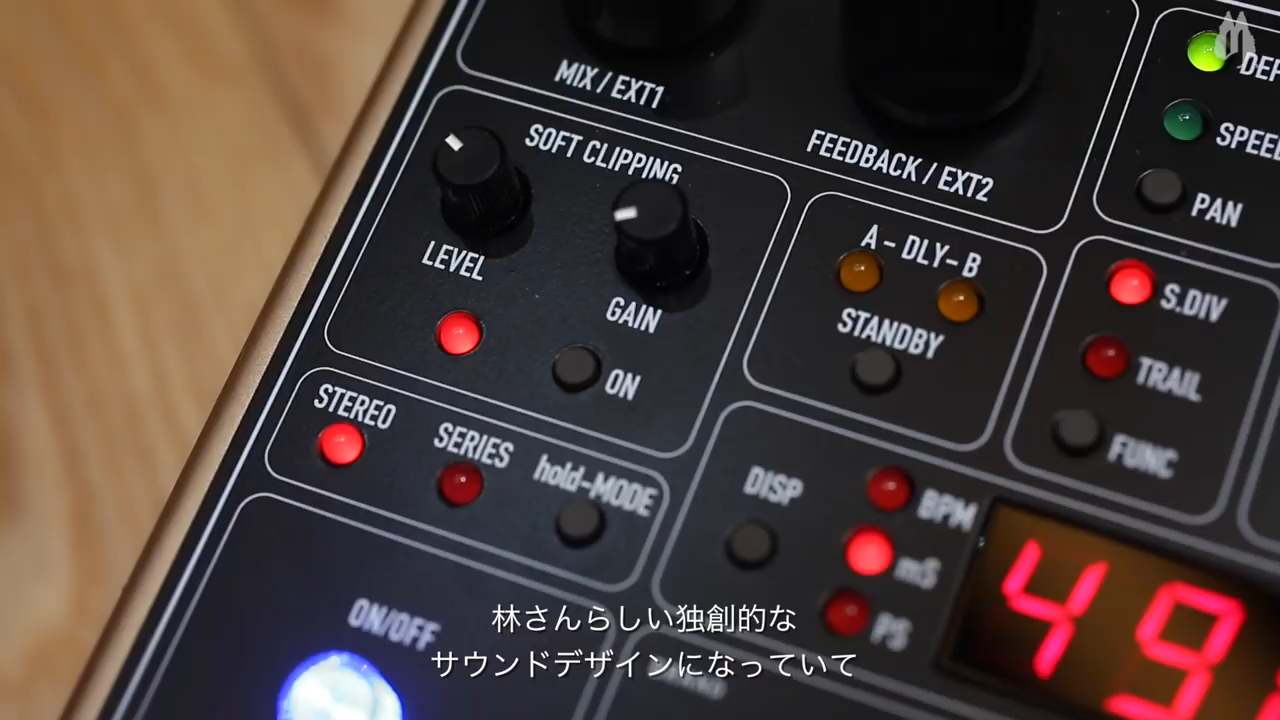 MIX / EXT1
FEEDBACK / EXT2
SPEE
PAN
SOFT CLIPPING
LEVEL
GAIN
ON
A - DLY - B
STANDBY
S.DIV
TRAIL
FUNC
STEREO
SERIES
hold-MODE
DISP
BPM
mS
PS
49
ON/OFF
林さんらしい独創的な
サウンドデザインになっていて